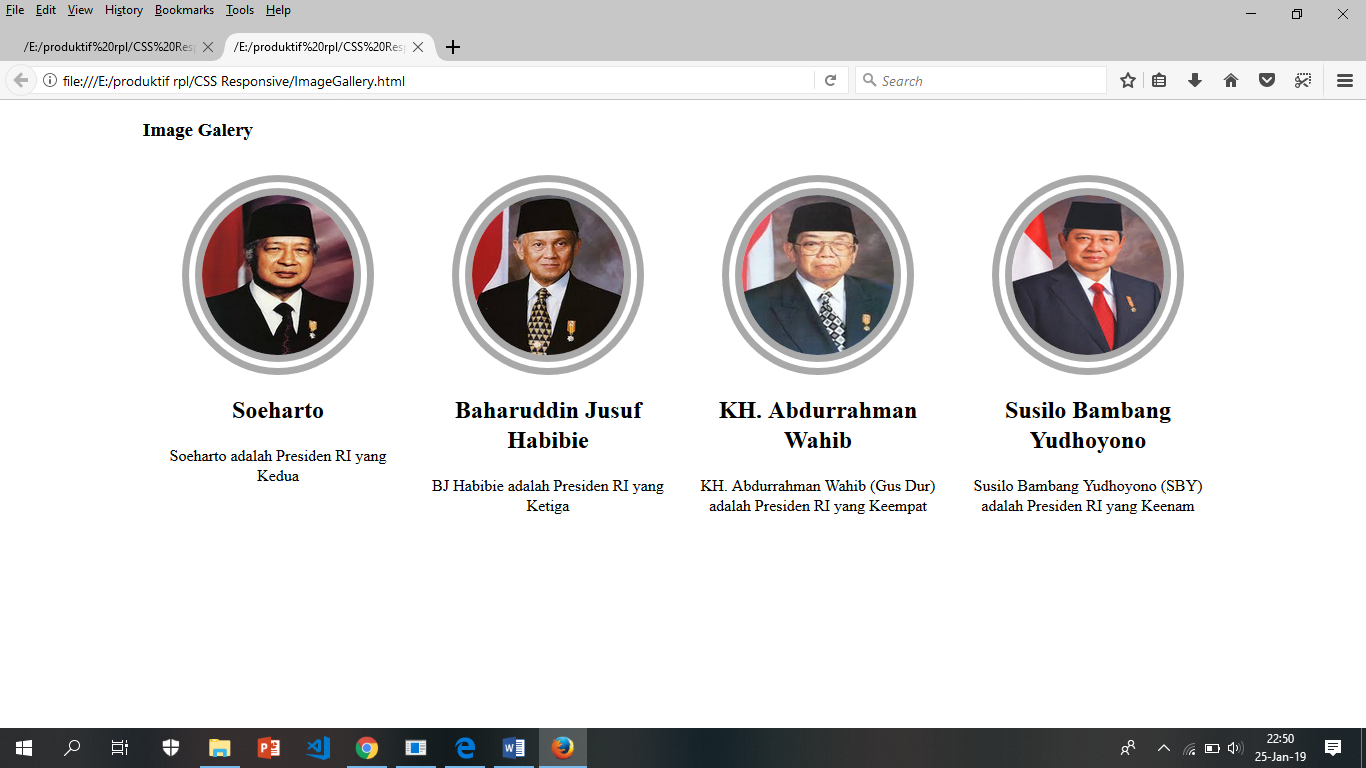 File Edit View History Bookmarks Tools Help
/E:/produktif%20rpl/CSS%20Res
/E:/produktif%20rpl/CSS%20Res
file:///E:/produktif rpl/CSS Responsive/ImageGallery.html
Search
Image Galery
Soeharto
Soeharto adalah Presiden RI yang
Kedua
Baharuddin Jusuf
Habibie
BJ Habibie adalah Presiden RI yang
Ketiga
KH. Abdurrahman
Wahib
KH. Abdurrahman Wahib (Gus Dur)
adalah Presiden RI yang Keempat
Susilo Bambang
Yudhoyono
Susilo Bambang Yudhoyono (SBY)
adalah Presiden RI yang Keenam
22:50
25-Jan-19